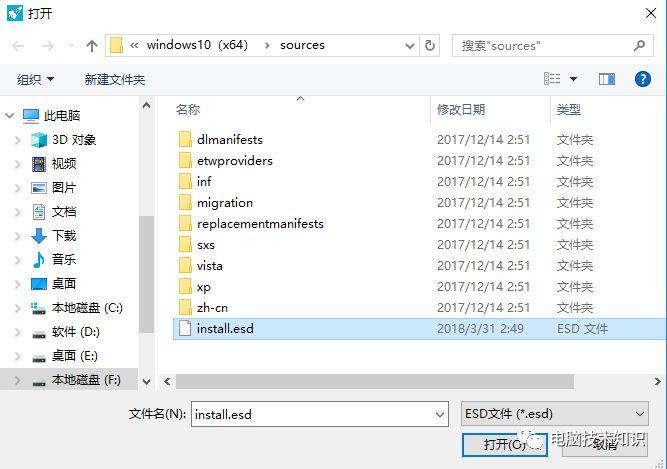 打开
« windows10（x64） › sources
搜索"sources"
组织 新建文件夹
名称 修改日期 类型
此电脑
3D 对象
视频
图片
文档
下载
音乐
桌面
本地磁盘 (C:)
软件 (D:)
桌面 (E:)
本地磁盘 (F:)
dlmanifests 2017/12/14 2:51 文件夹
etwproviders 2017/12/14 2:51 文件夹
inf 2017/12/14 2:51 文件夹
migration 2017/12/14 2:51 文件夹
replacementmanifests 2017/12/14 2:51 文件夹
sxs 2017/12/14 2:51 文件夹
vista 2017/12/14 2:51 文件夹
xp 2017/12/14 2:51 文件夹
zh-cn 2017/12/14 2:51 文件夹
install.esd 2018/3/31 2:49 ESD 文件
文件名(N): install.esd ESD文件 (*.esd)
打开(O) 取消
电脑技术知识